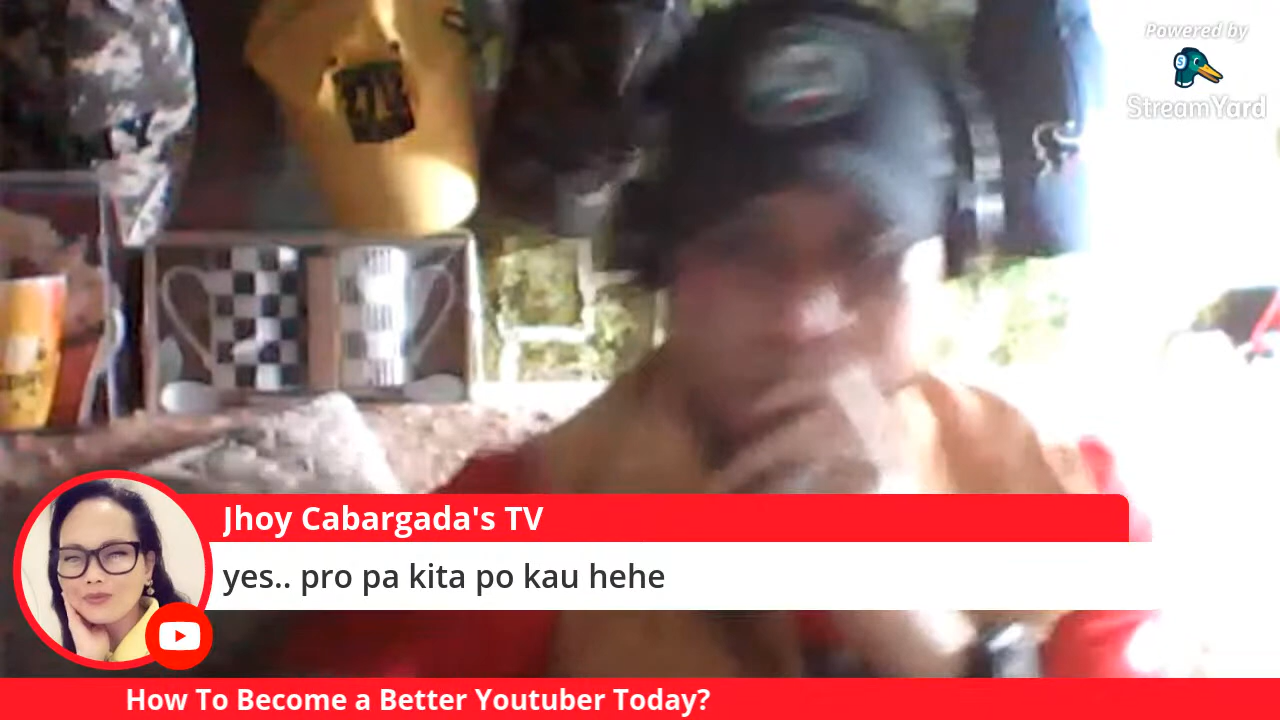 Powered by
StreamYard
Jhoy Cabargada's TV
yes.. pro pa kita po kau hehe
How To Become a Better Youtuber Today?